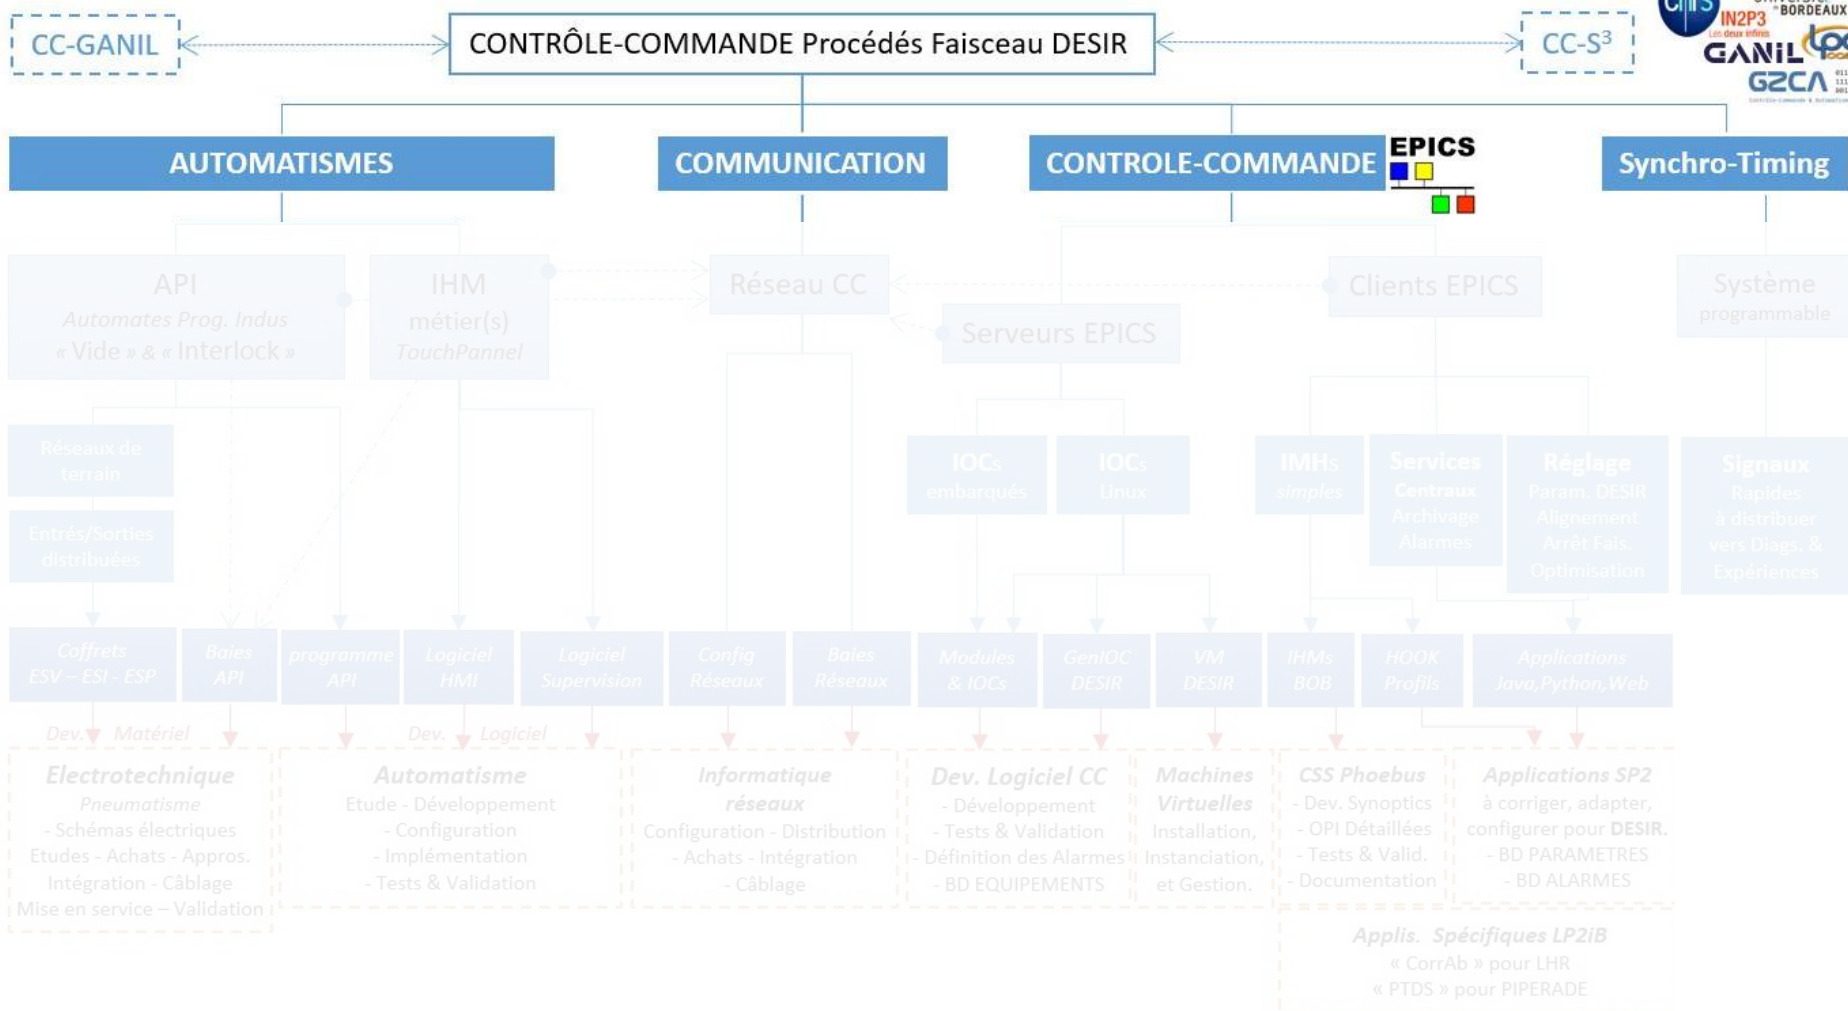 CC-GANIL
CONTRÔLE-COMMANDE Procédés Faisceau DESIR
CC-S³
IN2P3
Les deux infinis
BORDEAUX
GANIL
G2CA
AUTOMATISMES
COMMUNICATION
CONTROLE-COMMANDE
EPICS
Synchro-Timing
API
Automates Prog. Indus
« Vide » & « Interlock »
IHM
métier(s)
TouchPannel
Réseau CC
Serveurs EPICS
Clients EPICS
Système
programmable
Réseaux de
terrain
Entrés/Sorties
distribuées
IOCs
embarqués
IOCs
Linux
IMHs
simples
Services
Centraux
Archivage
Alarmes
Réglage
Param. DESIR
Alignement
Arrêt Fais.
Optimisation
Signaux
Rapides
à distribuer
vers Diags. &
Expériences
Coffrets
ESV – ESI - ESP
Baies
API
programme
API
Logiciel
HMI
Logiciel
Supervision
Config
Réseaux
Baies
Réseaux
Modules
& IOCs
GenIOC
DESIR
VM
DESIR
IHMs
BOB
HOOK
Profils
Applications
Java,Python,Web
Dev. Matériel
Dev. Logiciel
Electrotechnique
Pneumatisme
- Schémas électriques
Etudes - Achats - Appros.
Intégration - Câblage
Mise en service – Validation
Automatisme
Etude - Développement
- Configuration
- Implémentation
- Tests & Validation
Informatique
réseaux
Configuration - Distribution
- Achats - Intégration
- Câblage
Dev. Logiciel CC
- Développement
- Tests & Validation
- Définition des Alarmes
- BD EQUIPEMENTS
Machines
Virtuelles
Installation,
Instanciation,
et Gestion.
CSS Phoebus
- Dev. Synoptics
- OPI Détaillées
- Tests & Valid.
- Documentation
Applications SP2
à corriger, adapter,
configurer pour DESIR.
- BD PARAMETRES
- BD ALARMES
Applis. Spécifiques LP2iB
« CorrAb » pour LHR
« PTDS » pour PIPERADE